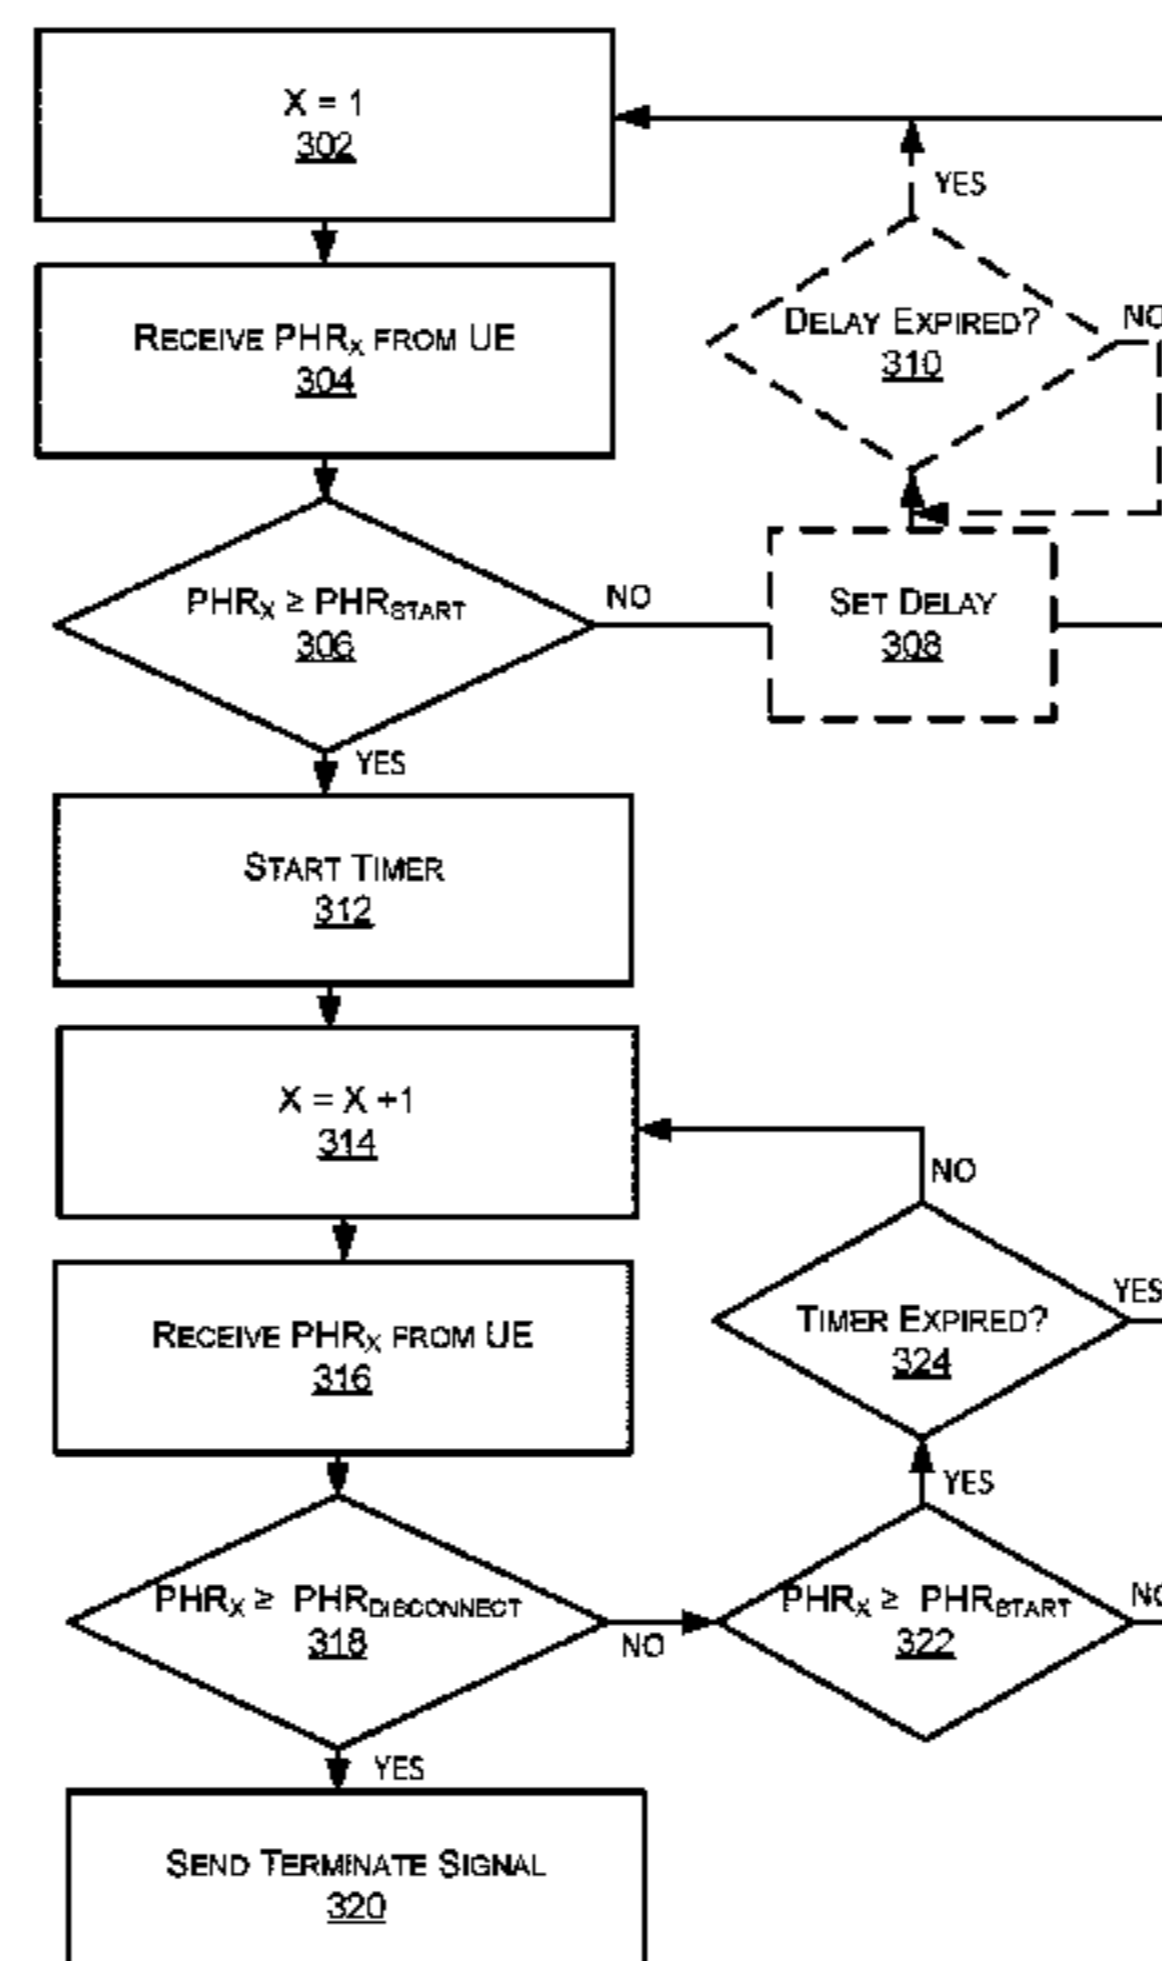 X = 1
302
RECEIVE PHRX FROM UE
304
PHRX ≥ PHRSTART
306
NO
YES
DELAY EXPIRED?
310
YES
NO
SET DELAY
308
START TIMER
312
X = X +1
314
RECEIVE PHRX FROM UE
316
PHRX ≥ PHRDISCONNECT
318
NO
YES
PHRX ≥ PHRSTART
322
YES
NO
TIMER EXPIRED?
324
NO
YES
SEND TERMINATE SIGNAL
320